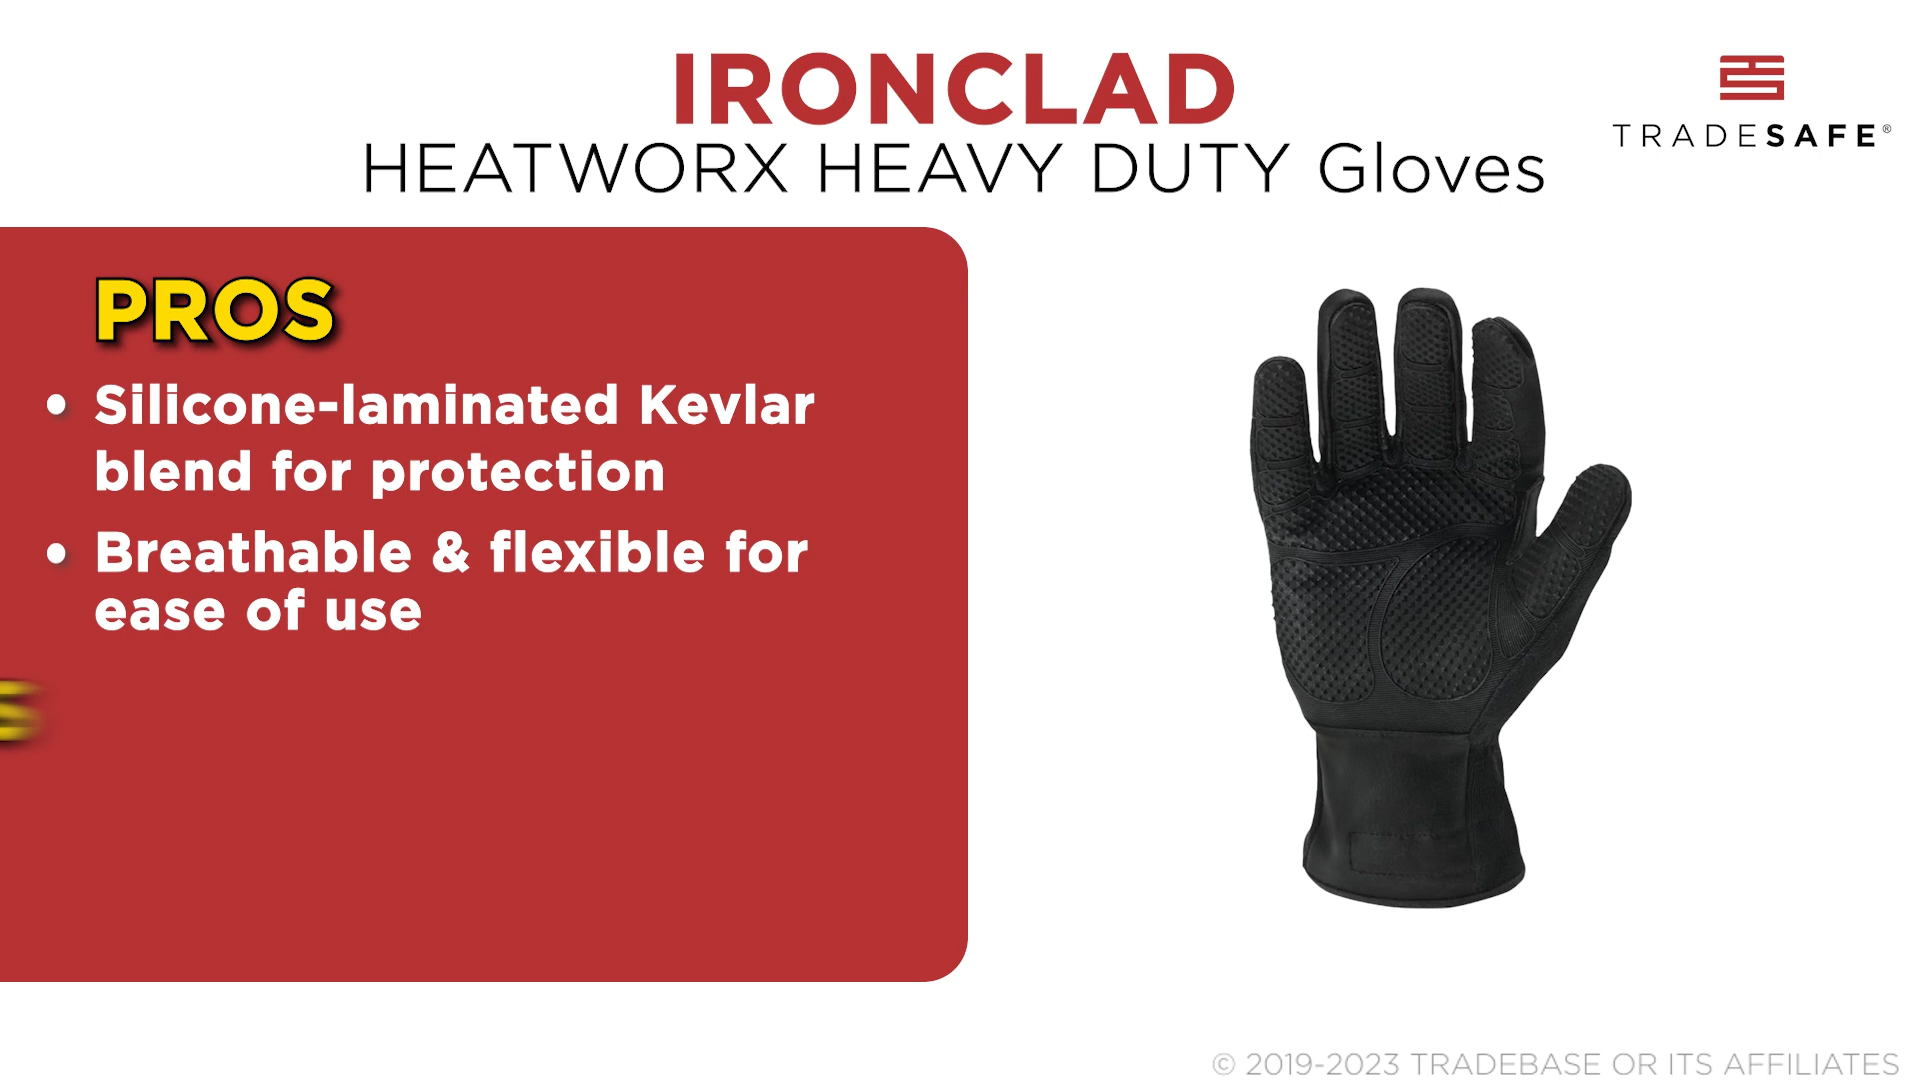 IRONCLAD
HEATWORX HEAVY DUTY Gloves
TRADESAFE®
PROS
• Silicone-laminated Kevlar
blend for protection
• Breathable & flexible for
ease of use
S
© 2019-2023 TRADEBASE OR ITS AFFILIATES